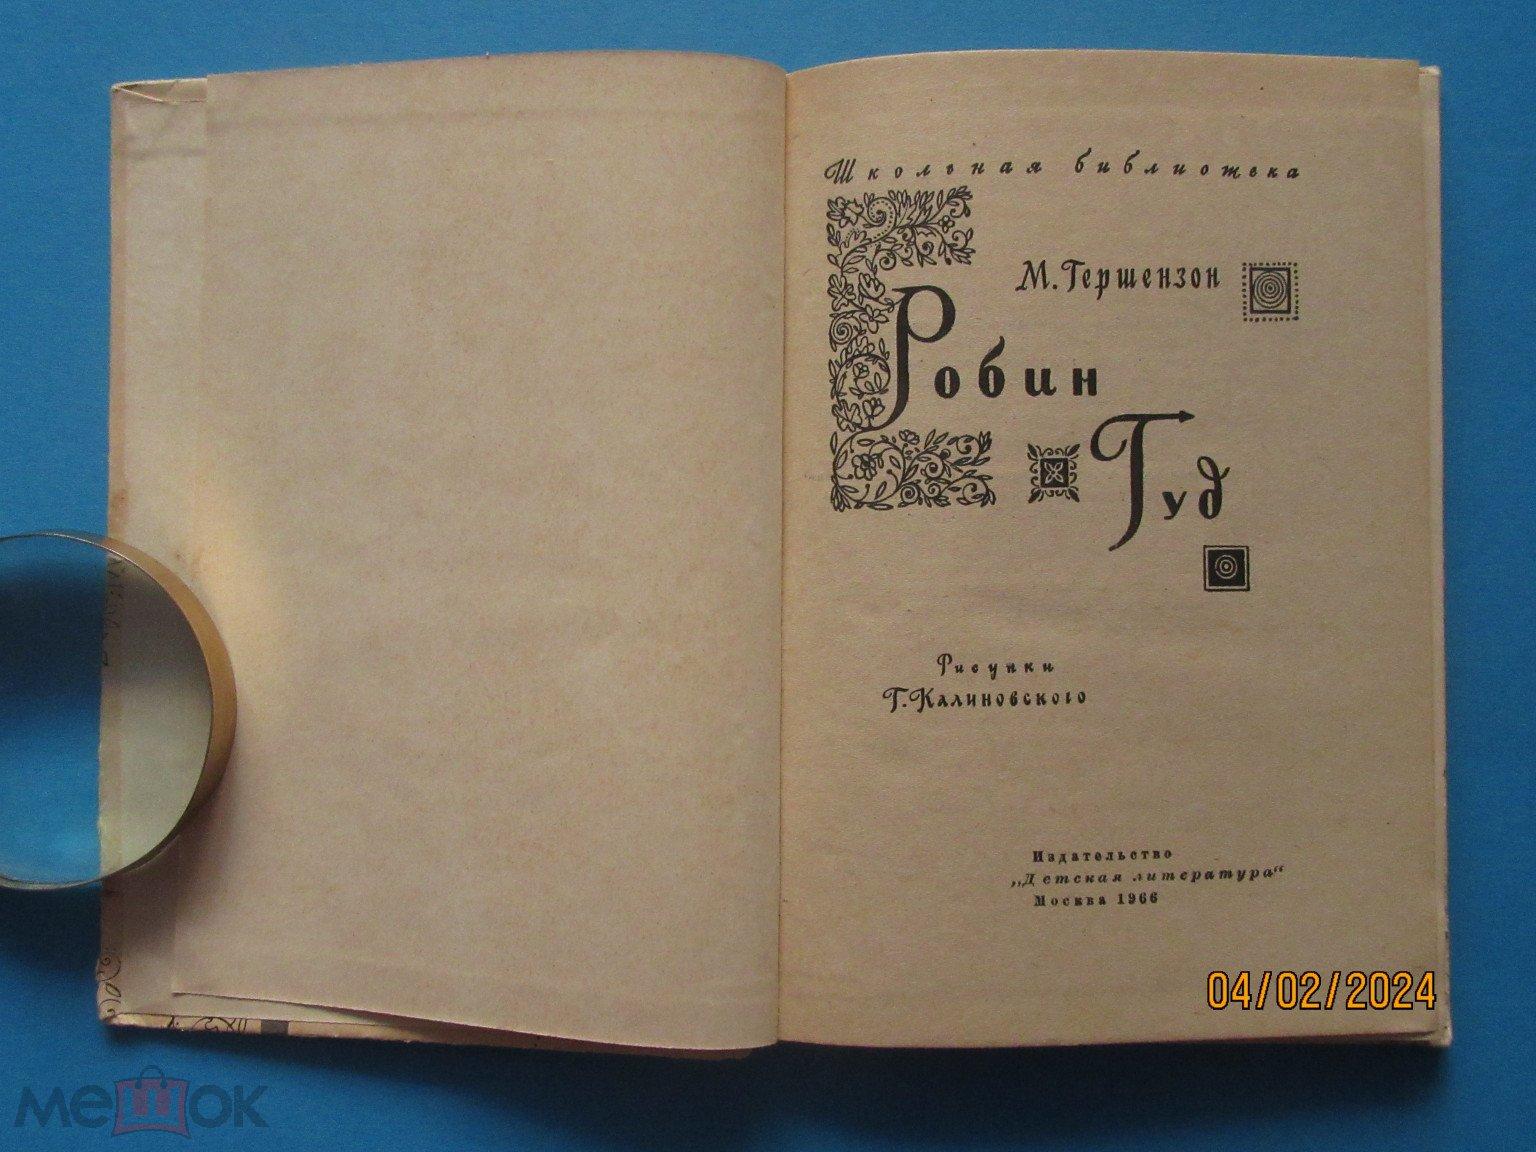 Школьная библиотека
М. Гершензон
Робин
Гуд
Рисунки
Г. Калиновского
Издательство
„Детская литература“
Москва 1966
04/02/2024
мешок